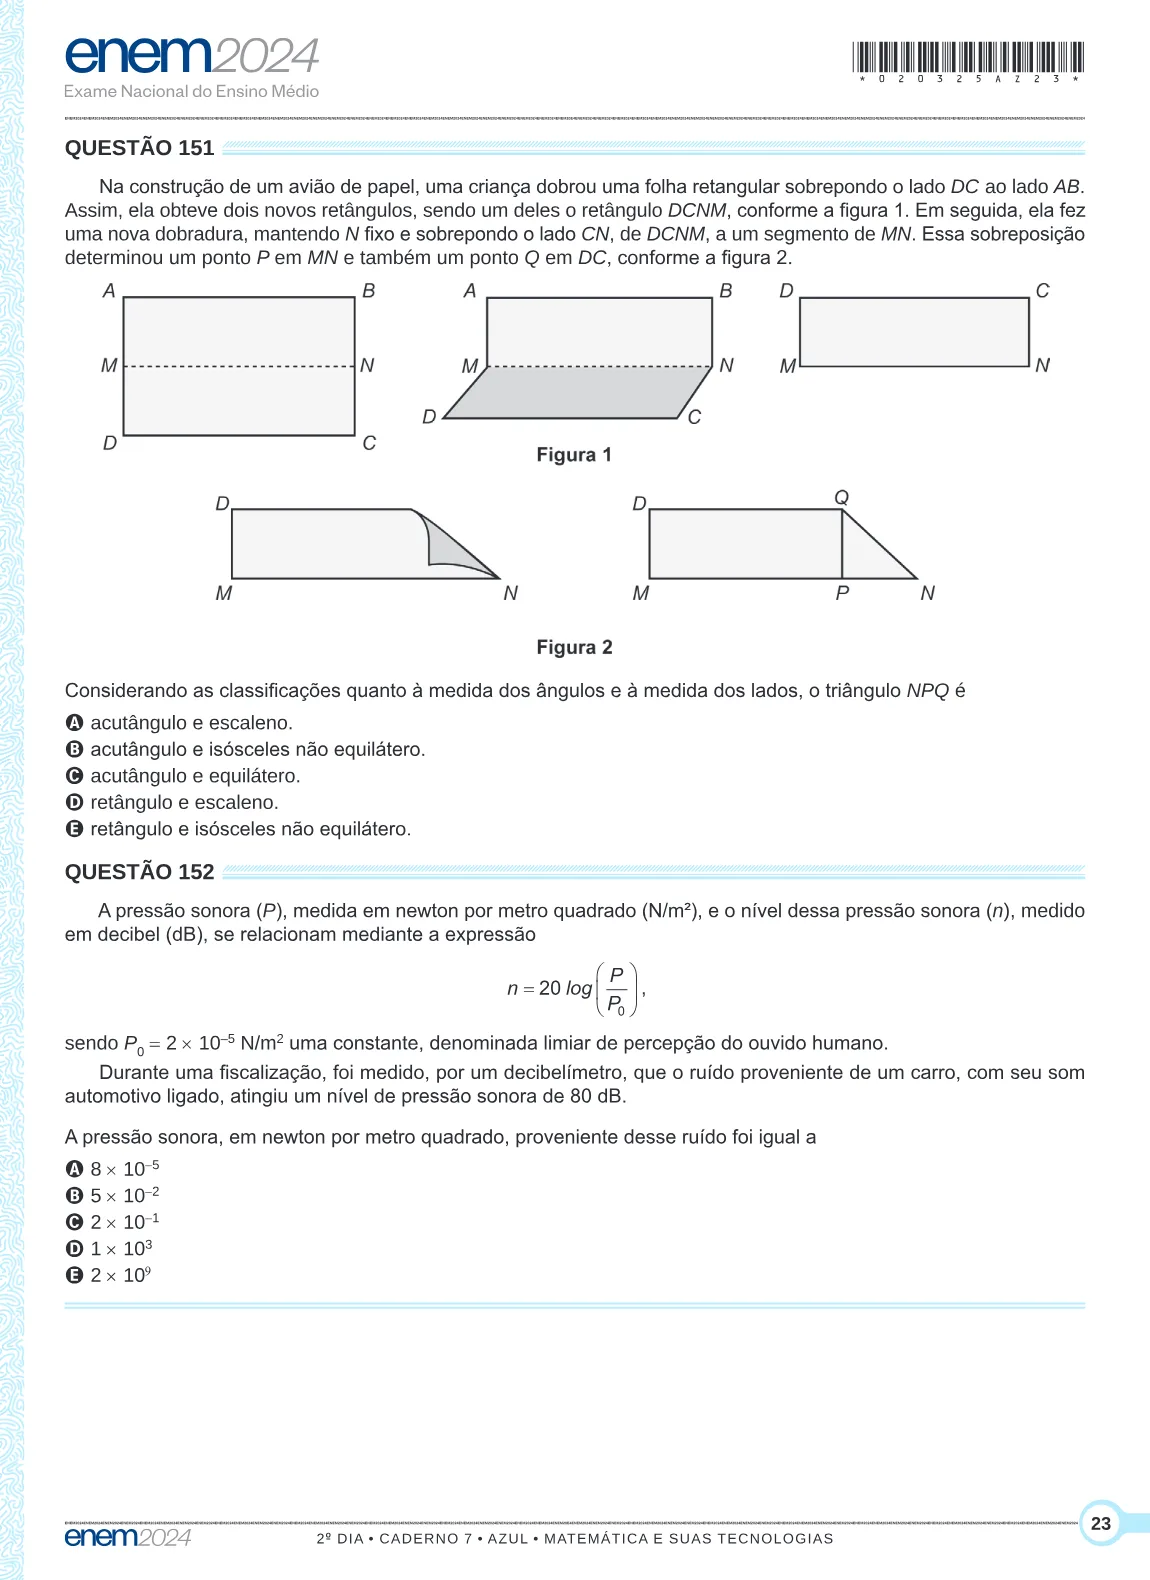 enem2024
Exame Nacional do Ensino Médio
*020325AZ23*
QUESTÃO 151
Na construção de um avião de papel, uma criança dobrou uma folha retangular sobrepondo o lado DC ao lado AB.
Assim, ela obteve dois novos retângulos, sendo um deles o retângulo DCNM, conforme a figura 1. Em seguida, ela fez
uma nova dobradura, mantendo N fixo e sobrepondo o lado CN, de DCNM, a um segmento de MN. Essa sobreposição
determinou um ponto P em MN e também um ponto Q em DC, conforme a figura 2.
A B A B D C
M N M N M N
D C D C
Figura 1
D D Q
M N M P N
Figura 2
Considerando as classificações quanto à medida dos ângulos e à medida dos lados, o triângulo NPQ é
A acutângulo e escaleno.
B acutângulo e isósceles não equilátero.
C acutângulo e equilátero.
D retângulo e escaleno.
E retângulo e isósceles não equilátero.
QUESTÃO 152
A pressão sonora (P), medida em newton por metro quadrado (N/m²), e o nível dessa pressão sonora (n), medido
em decibel (dB), se relacionam mediante a expressão
n = 20 log(P/P₀),
sendo P₀ = 2 × 10⁻⁵ N/m² uma constante, denominada limiar de percepção do ouvido humano.
Durante uma fiscalização, foi medido, por um decibelímetro, que o ruído proveniente de um carro, com seu som
automotivo ligado, atingiu um nível de pressão sonora de 80 dB.
A pressão sonora, em newton por metro quadrado, proveniente desse ruído foi igual a
A 8 × 10⁻⁵
B 5 × 10⁻²
C 2 × 10⁻¹
D 1 × 10³
E 2 × 10⁹
enem2024
2º DIA • CADERNO 7 • AZUL • MATEMÁTICA E SUAS TECNOLOGIAS
23